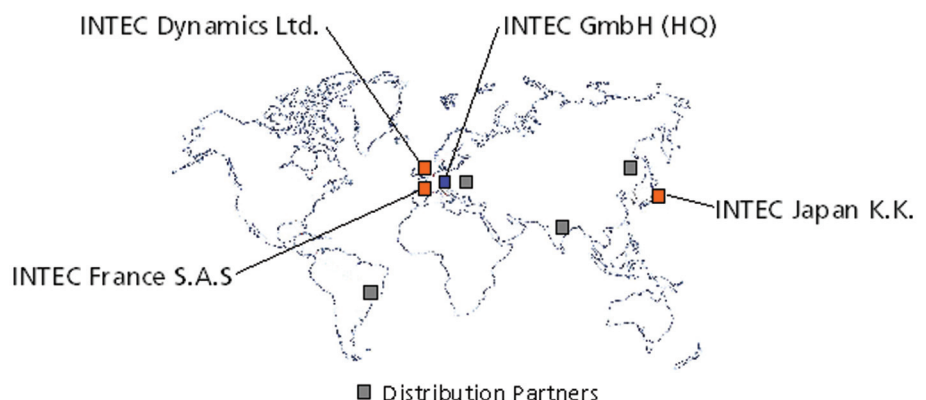 INTEC Dynamics Ltd.
INTEC GmbH (HQ)
INTEC Japan K.K.
INTEC France S.A.S
Distribution Partners